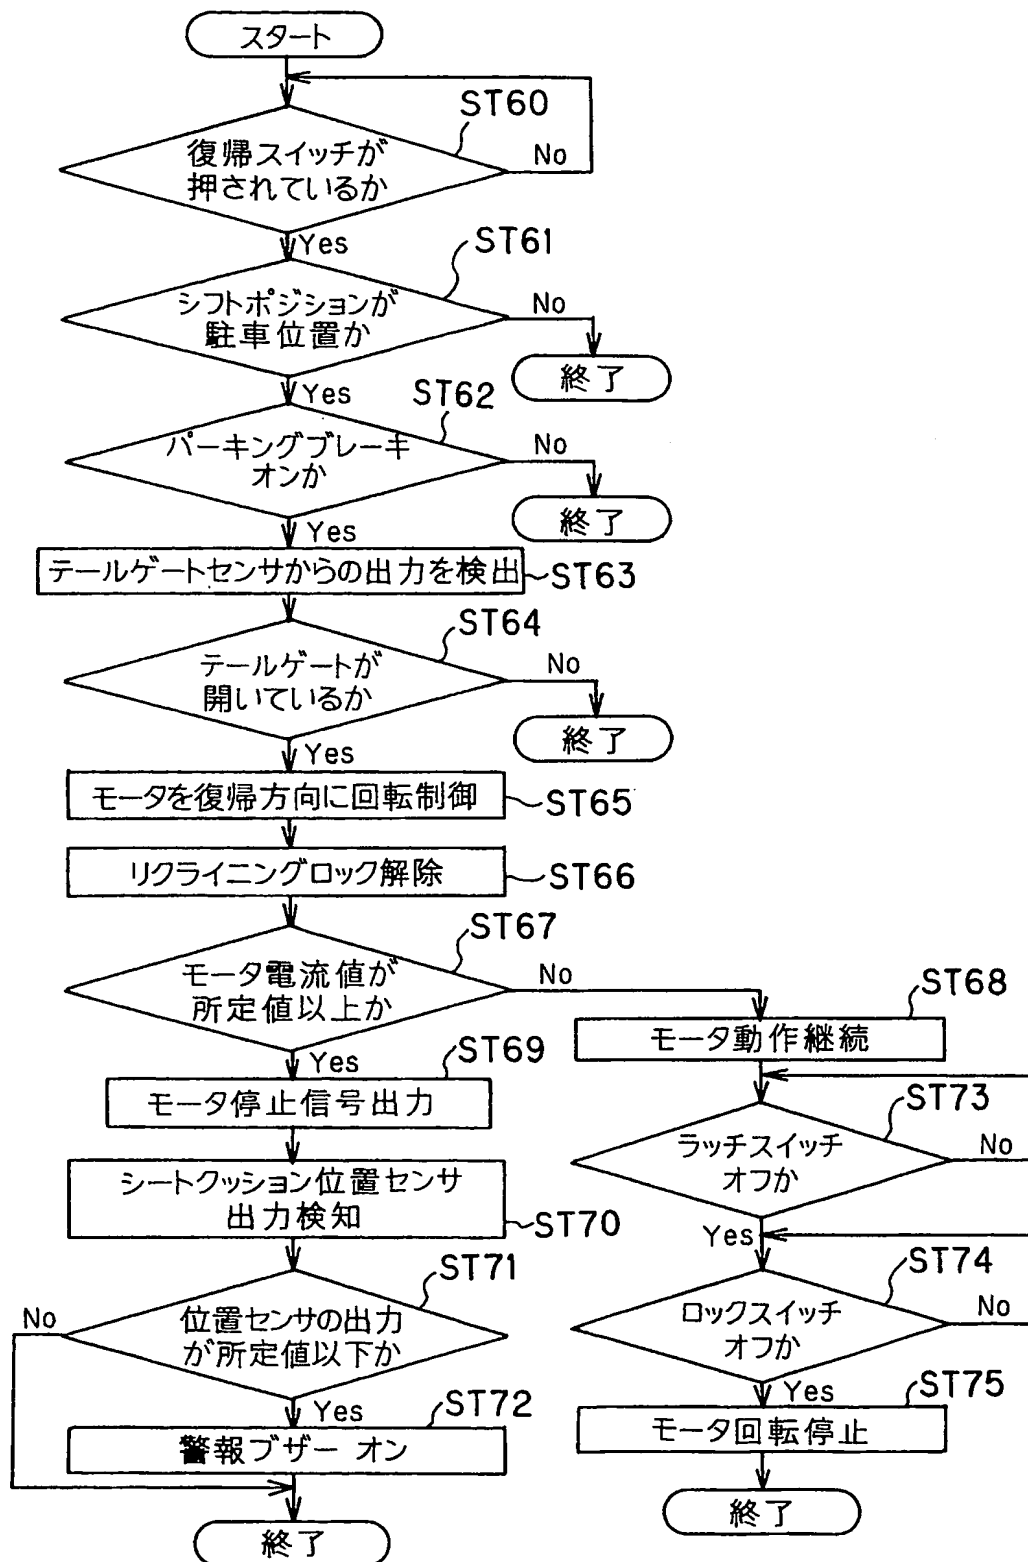 スタート
ST60
復帰スイッチが
押されているか
No
Yes
ST61
シフトポジションが
駐車位置か
No
終了
Yes
ST62
パーキングブレーキ
オンか
No
終了
Yes
テールゲートセンサからの出力を検出
ST63
ST64
テールゲートが
開いているか
No
終了
Yes
モータを復帰方向に回転制御
ST65
リクライニングロック解除
ST66
ST67
モータ電流値が
所定値以上か
No
Yes
ST68
モータ動作継続
ST69
モータ停止信号出力
シートクッション位置センサ
出力検知
ST70
ST71
位置センサの出力
が所定値以下か
No
Yes
ST72
警報ブザー オン
終了
ST73
ラッチスイッチ
オフか
No
Yes
ST74
ロックスイッチ
オフか
No
Yes
ST75
モータ回転停止
終了